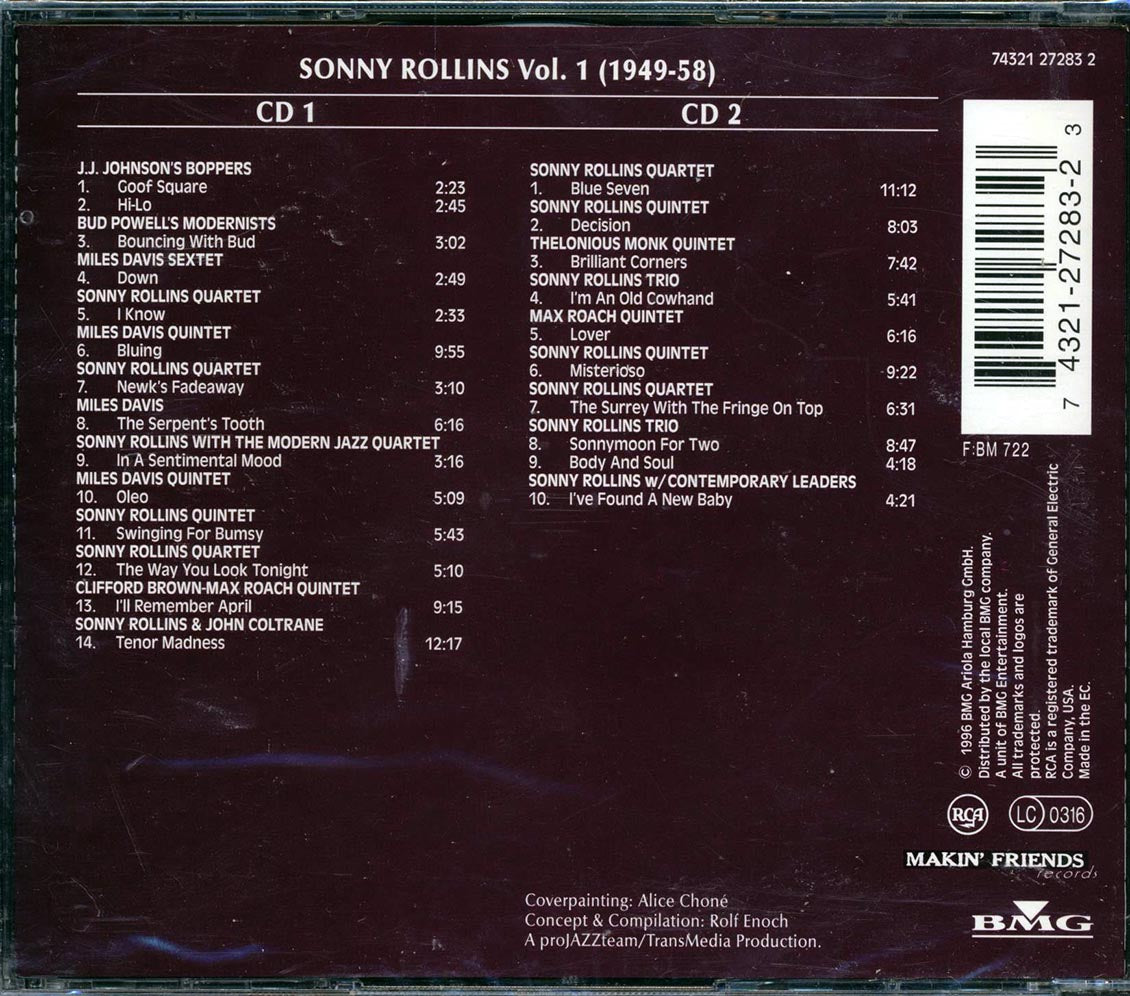 SONNY ROLLINS Vol. 1 (1949-58)
74321 27283 2
CD 1
J.J. JOHNSON'S BOPPERS
1. Goof Square 2:23
2. Hi-Lo 2:45
BUD POWELL'S MODERNISTS
3. Bouncing With Bud 3:02
MILES DAVIS SEXTET
4. Down 2:49
SONNY ROLLINS QUARTET
5. I Know 2:33
MILES DAVIS QUINTET
6. Bluing 9:55
SONNY ROLLINS QUARTET
7. Newk's Fadeaway 3:10
MILES DAVIS
8. The Serpent's Tooth 6:16
SONNY ROLLINS WITH THE MODERN JAZZ QUARTET
9. In A Sentimental Mood 3:16
MILES DAVIS QUINTET
10. Oleo 5:09
SONNY ROLLINS QUINTET
11. Swinging For Bumsy 5:43
SONNY ROLLINS QUARTET
12. The Way You Look Tonight 5:10
CLIFFORD BROWN-MAX ROACH QUINTET
13. I'll Remember April 9:15
SONNY ROLLINS & JOHN COLTRANE
14. Tenor Madness 12:17
CD 2
SONNY ROLLINS QUARTET
1. Blue Seven 11:12
SONNY ROLLINS QUINTET
2. Decision 8:03
THELONIOUS MONK QUINTET
3. Brilliant Corners 7:42
SONNY ROLLINS TRIO
4. I'm An Old Cowhand 5:41
MAX ROACH QUINTET
5. Lover 6:16
SONNY ROLLINS QUINTET
6. Misterioso 9:22
SONNY ROLLINS QUARTET
7. The Surrey With The Fringe On Top 6:31
SONNY ROLLINS TRIO
8. Sonnymoon For Two 8:47
9. Body And Soul 4:18
SONNY ROLLINS w/CONTEMPORARY LEADERS
10. I've Found A New Baby 4:21
7 4321-27283-2 3
F:BM 722
© 1996 BMG Ariola Hamburg GmbH.
Distributed by the local BMG company.
A unit of BMG Entertainment.
All trademarks and logos are
protected.
RCA is a registered trademark of General Electric
Company, USA.
Made in the EC.
RCA
LC 0316
MAKIN' FRIENDS
records
BMG
Coverpainting: Alice Choné
Concept & Compilation: Rolf Enoch
A proJAZZteam/TransMedia Production.